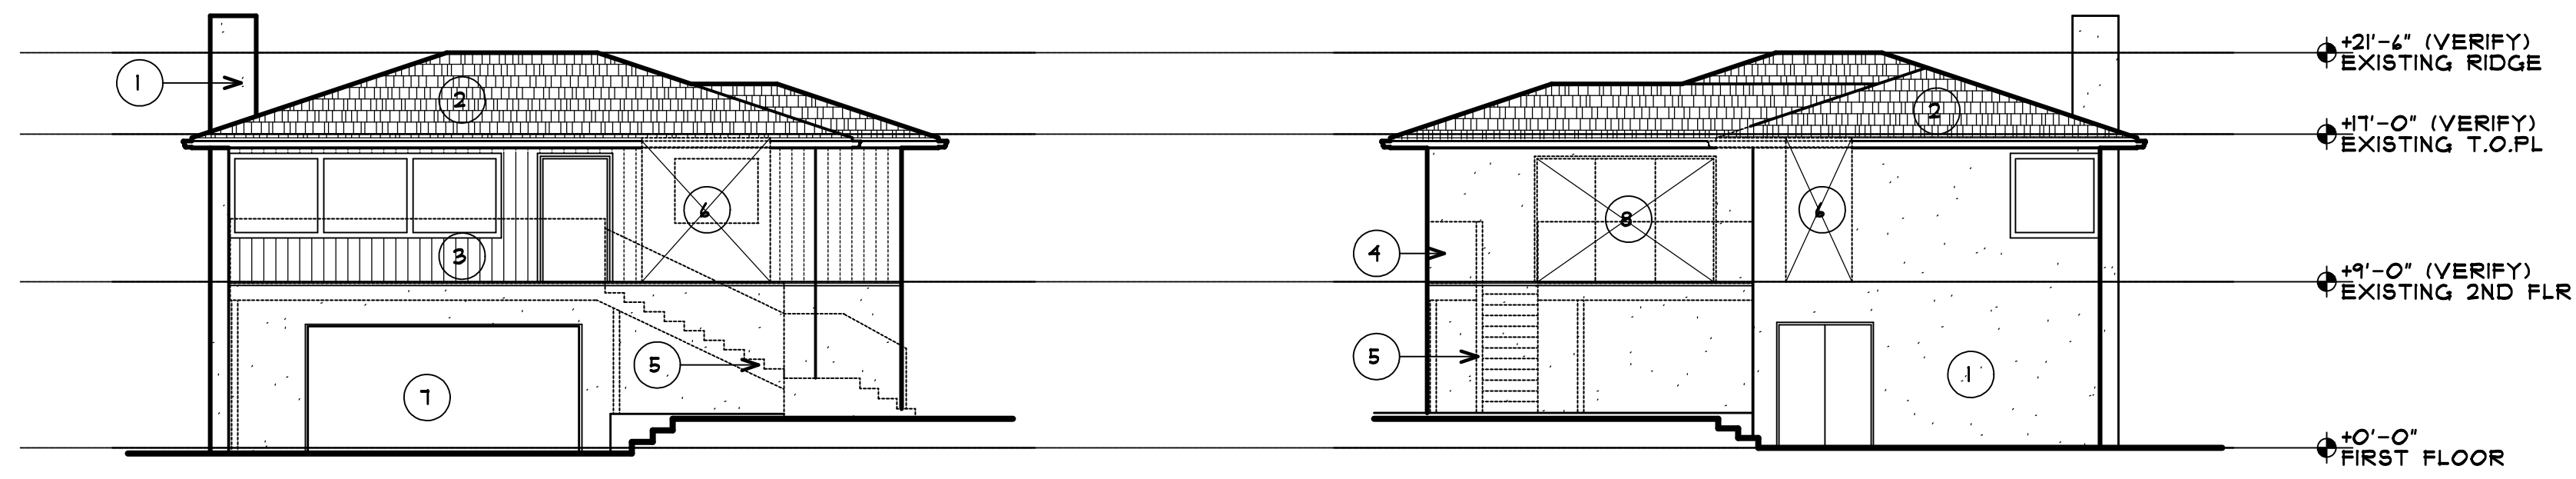 1
2
3
6
5
7
4
5
8
6
2
1
+21'-6" (VERIFY)
EXISTING RIDGE
+17'-0" (VERIFY)
EXISTING T.O.PL
+9'-0" (VERIFY)
EXISTING 2ND FLR
+0'-0"
FIRST FLOOR